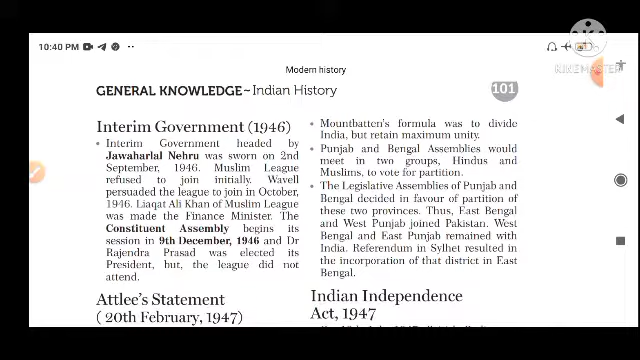 10:40 PM
KINEMASTER
Modern history
GENERAL KNOWLEDGE~Indian History
101
Interim Government (1946)
• Interim Government headed by
Jawaharlal Nehru was sworn on 2nd
September, 1946. Muslim League
refused to join initially. Wavell
persuaded the league to join in October,
1946. Liaqat Ali Khan of Muslim League
was made the Finance Minister. The
Constituent Assembly begins its
session in 9th December, 1946 and Dr
Rajendra Prasad was elected its
President, but, the league did not
attend.
Attlee's Statement
(20th February, 1947)
• Mountbatten's formula was to divide
India, but retain maximum unity.
• Punjab and Bengal Assemblies would
meet in two groups, Hindus and
Muslims, to vote for partition.
• The Legislative Assemblies of Punjab and
Bengal decided in favour of partition of
these two provinces. Thus, East Bengal
and West Punjab joined Pakistan. West
Bengal and East Punjab remained with
India. Referendum in Sylhet resulted in
the incorporation of that district in East
Bengal.
Indian Independence
Act, 1947